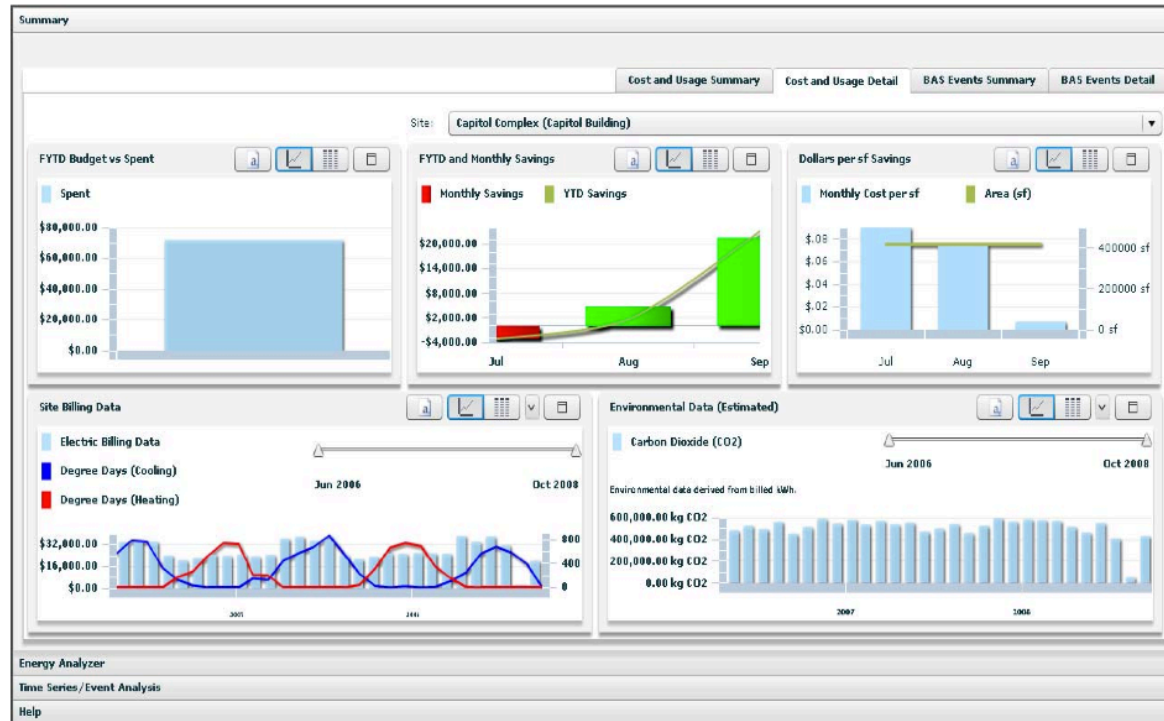 Summary
Cost and Usage Summary
Cost and Usage Detail
BAS Events Summary
BAS Events Detail
Site: Capitol Complex (Capitol Building)
FYTD Budget vs Spent
Spent
$80,000.00
$60,000.00
$40,000.00
$20,000.00
$0.00
FYTD and Monthly Savings
Monthly Savings
YTD Savings
$20,000.00
$14,000.00
$8,000.00
$2,000.00
-$4,000.00
Jul Aug Sep
Dollars per sf Savings
Monthly Cost per sf
Area (sf)
$.08
$.06
$.04
$.02
$0.00
400000 sf
200000 sf
0 sf
Jul Aug Sep
Site Billing Data
Electric Billing Data
Degree Days (Cooling)
Degree Days (Heating)
Jun 2006 Oct 2008
$32,000.00
$16,000.00
$0.00
800
400
0
Environmental Data (Estimated)
Carbon Dioxide (CO2)
Jun 2006 Oct 2008
Environmental data derived from billed kWh.
600,000.00 kg CO2
400,000.00 kg CO2
200,000.00 kg CO2
0.00 kg CO2
2007 2008
Energy Analyzer
Time Series/Event Analysis
Help